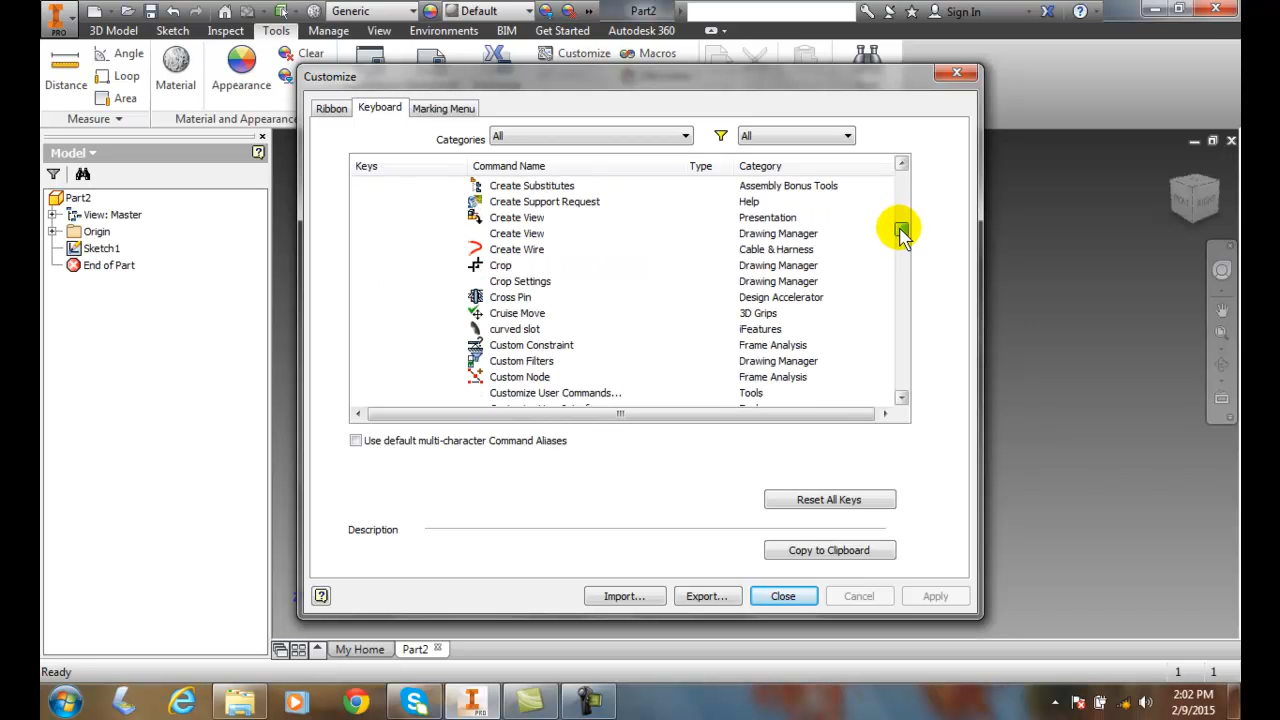 PRO
Generic
Default
Part2
Sign In
3D Model
Sketch
Inspect
Tools
Manage
View
Environments
BIM
Get Started
Autodesk 360
Distance
Angle
Loop
Area
Measure
Material
Appearance
Clear
Material and Appearance
Customize
Macros
Model
Part2
View: Master
Origin
Sketch1
End of Part
Customize
Ribbon
Keyboard
Marking Menu
Categories
All
All
Keys Command Name Type Category
Create Substitutes Assembly Bonus Tools
Create Support Request Help
Create View Presentation
Create View Drawing Manager
Create Wire Cable & Harness
Crop Drawing Manager
Crop Settings Drawing Manager
Cross Pin Design Accelerator
Cruise Move 3D Grips
curved slot iFeatures
Custom Constraint Frame Analysis
Custom Filters Drawing Manager
Custom Node Frame Analysis
Customize User Commands... Tools
Use default multi-character Command Aliases
Reset All Keys
Description
Copy to Clipboard
Import...
Export...
Close
Cancel
Apply
My Home
Part2
Ready
1 1
PRO
2:02 PM
2/9/2015